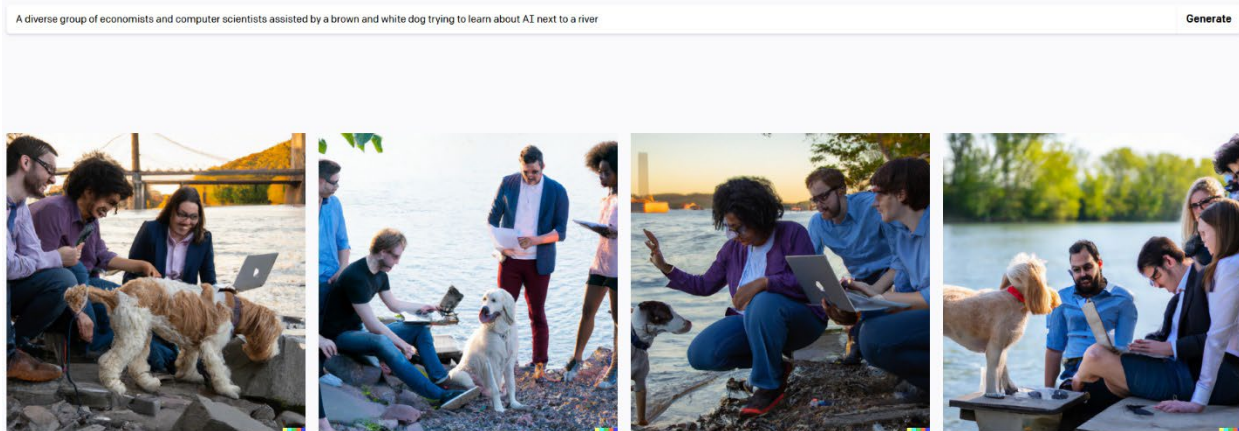 A diverse group of economists and computer scientists assisted by a brown and white dog trying to learn about AI next to a river
Generate